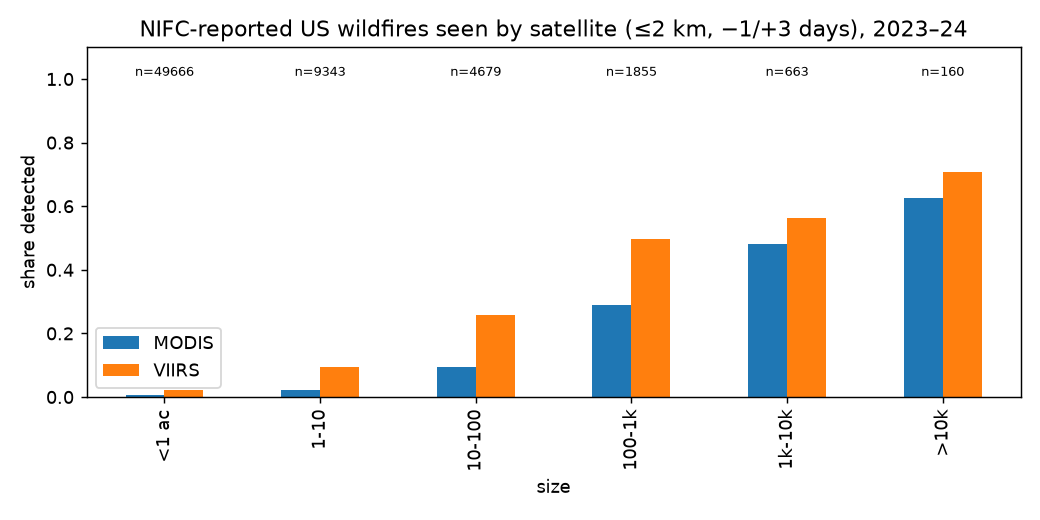 NIFC-reported US wildfires seen by satellite (≤2 km, −1/+3 days), 2023–24
n=49666 n=9343 n=4679 n=1855 n=663 n=160
1.0
0.8
0.6
0.4
0.2
0.0
share detected
MODIS
VIIRS
<1 ac
1-10
10-100
100-1k
1k-10k
>10k
size